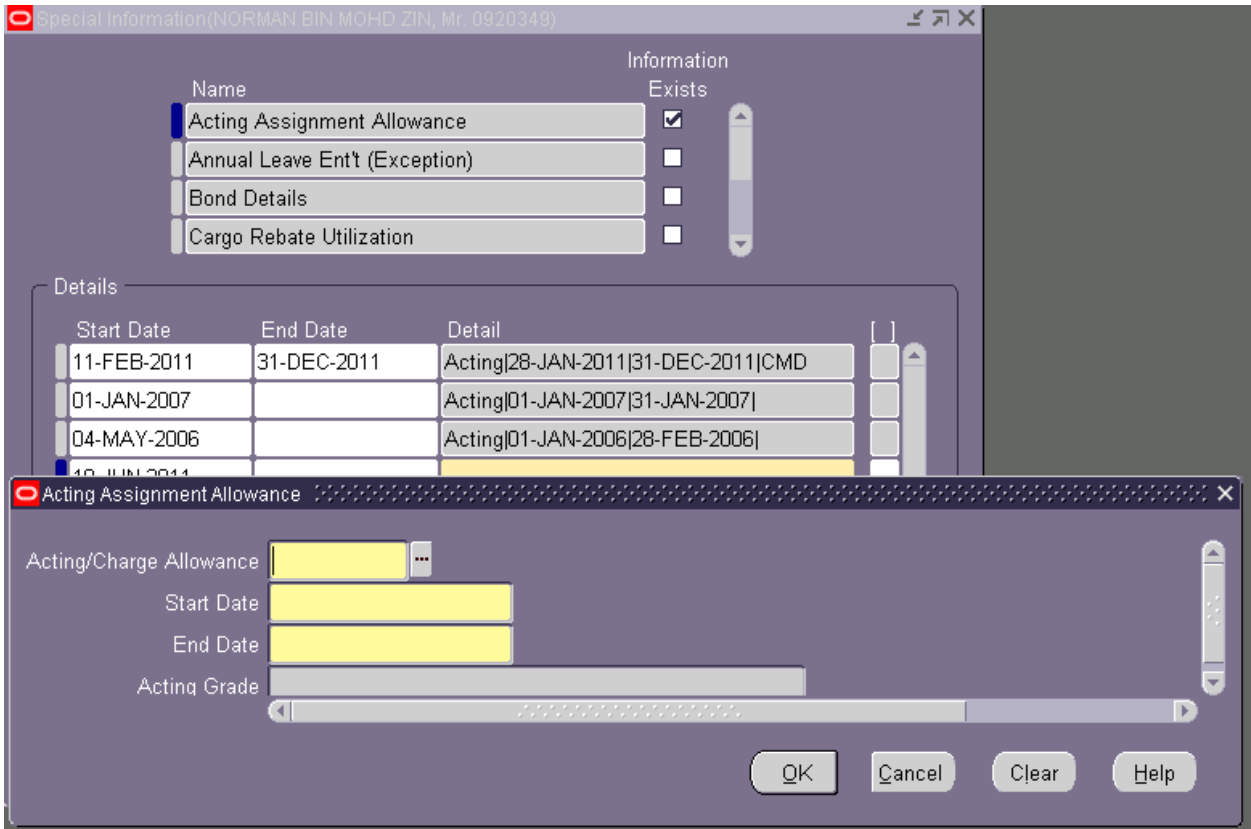 Special Information(NORMAN BIN MOHD ZIN, Mr. 0920349)
Information
Name Exists
Acting Assignment Allowance
Annual Leave Ent't (Exception)
Bond Details
Cargo Rebate Utilization
Details
Start Date End Date Detail [ ]
11-FEB-2011 31-DEC-2011 Acting|28-JAN-2011|31-DEC-2011|CMD
01-JAN-2007 Acting|01-JAN-2007|31-JAN-2007|
04-MAY-2006 Acting|01-JAN-2006|28-FEB-2006|
Acting Assignment Allowance
Acting/Charge Allowance ...
Start Date
End Date
Acting Grade
OK Cancel Clear Help